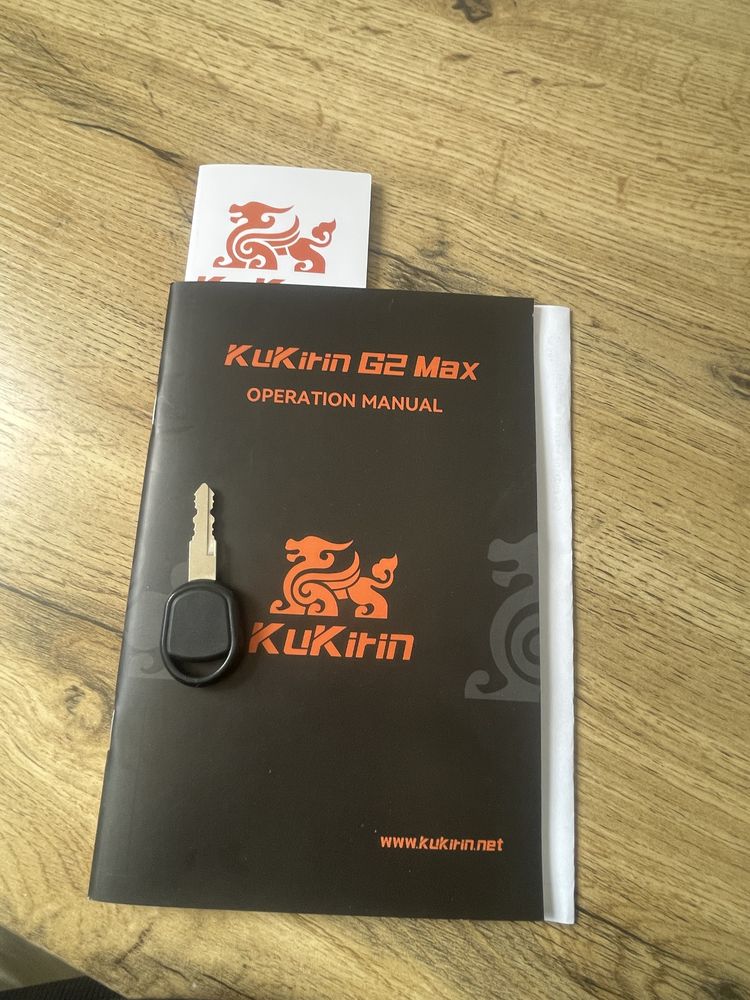 KuKirin G2 Max
OPERATION MANUAL
KuKirin
www.kukirin.net